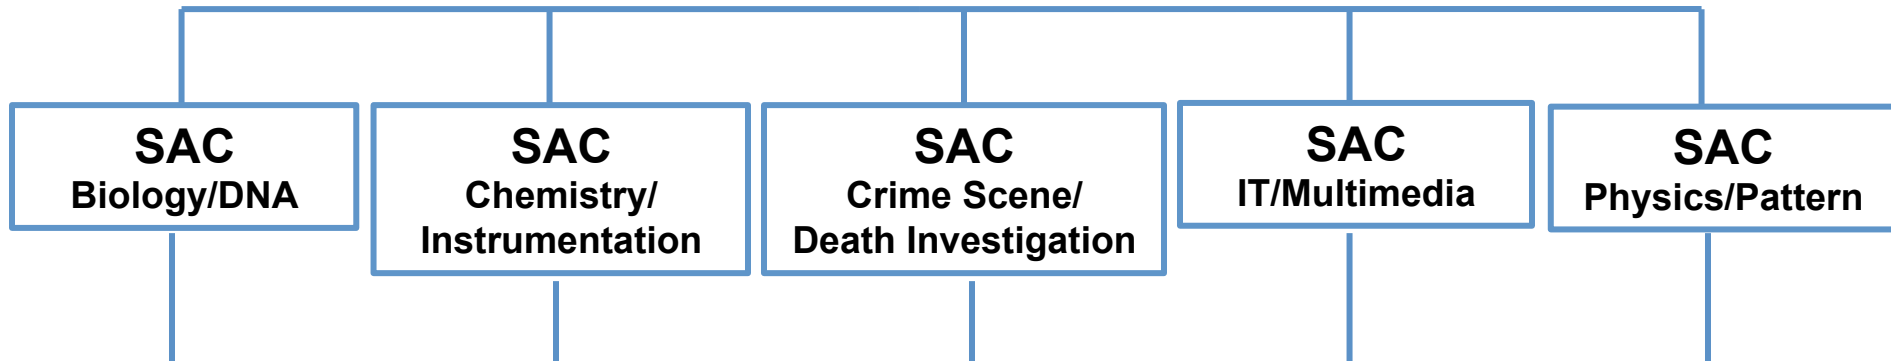 SAC
Biology/DNA
SAC
Chemistry/
Instrumentation
SAC
Crime Scene/
Death Investigation
SAC
IT/Multimedia
SAC
Physics/Pattern